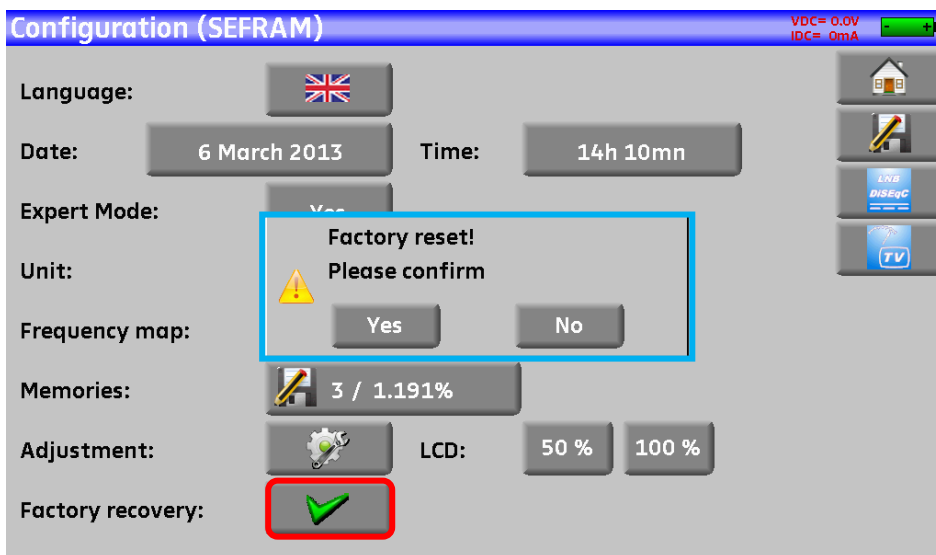 Configuration (SEFRAM)
VDC= 0.0V
IDC= 0mA
- +
Language:
Date: 6 March 2013 Time: 14h 10mn
LNB
DiSEqC
Expert Mode: Yes
Factory reset!
Unit: Please confirm
TV
Frequency map: Yes No
Memories: 3 / 1.191%
Adjustment: LCD: 50 % 100 %
Factory recovery: